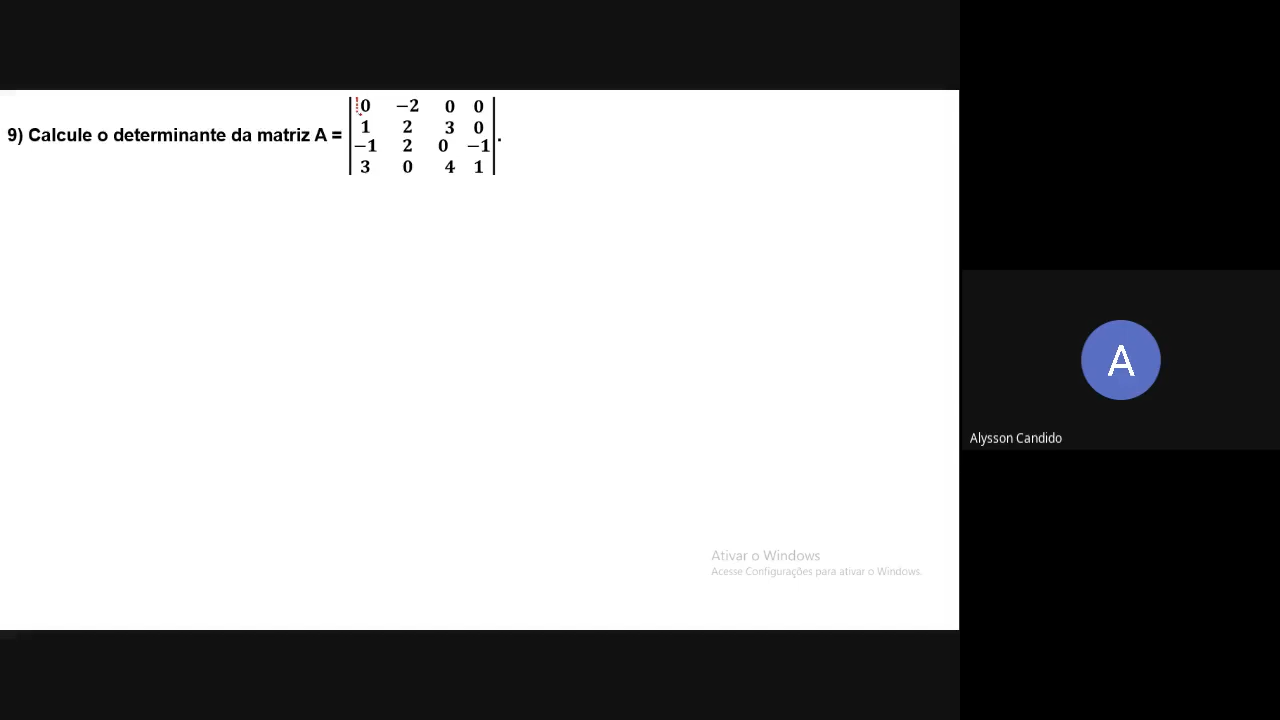 0 −2 0 0
9) Calcule o determinante da matriz A = 1 2 3 0 .
−1 2 0 −1
3 0 4 1
A
Alysson Candido
Ativar o Windows
Acesse Configurações para ativar o Windows.